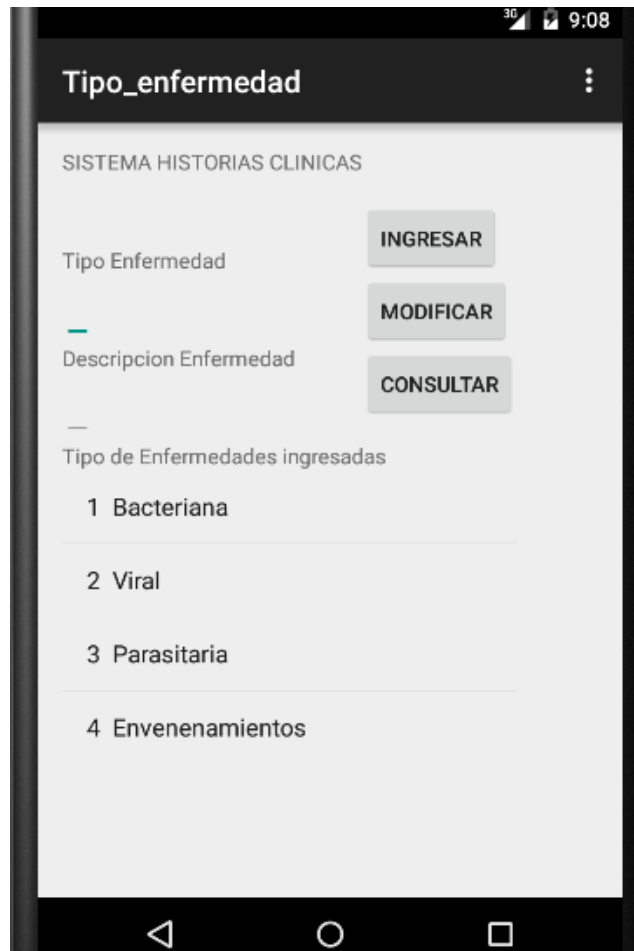 3G 9:08
Tipo_enfermedad
SISTEMA HISTORIAS CLINICAS
INGRESAR
Tipo Enfermedad
MODIFICAR
Descripcion Enfermedad
CONSULTAR
Tipo de Enfermedades ingresadas
1 Bacteriana
2 Viral
3 Parasitaria
4 Envenenamientos